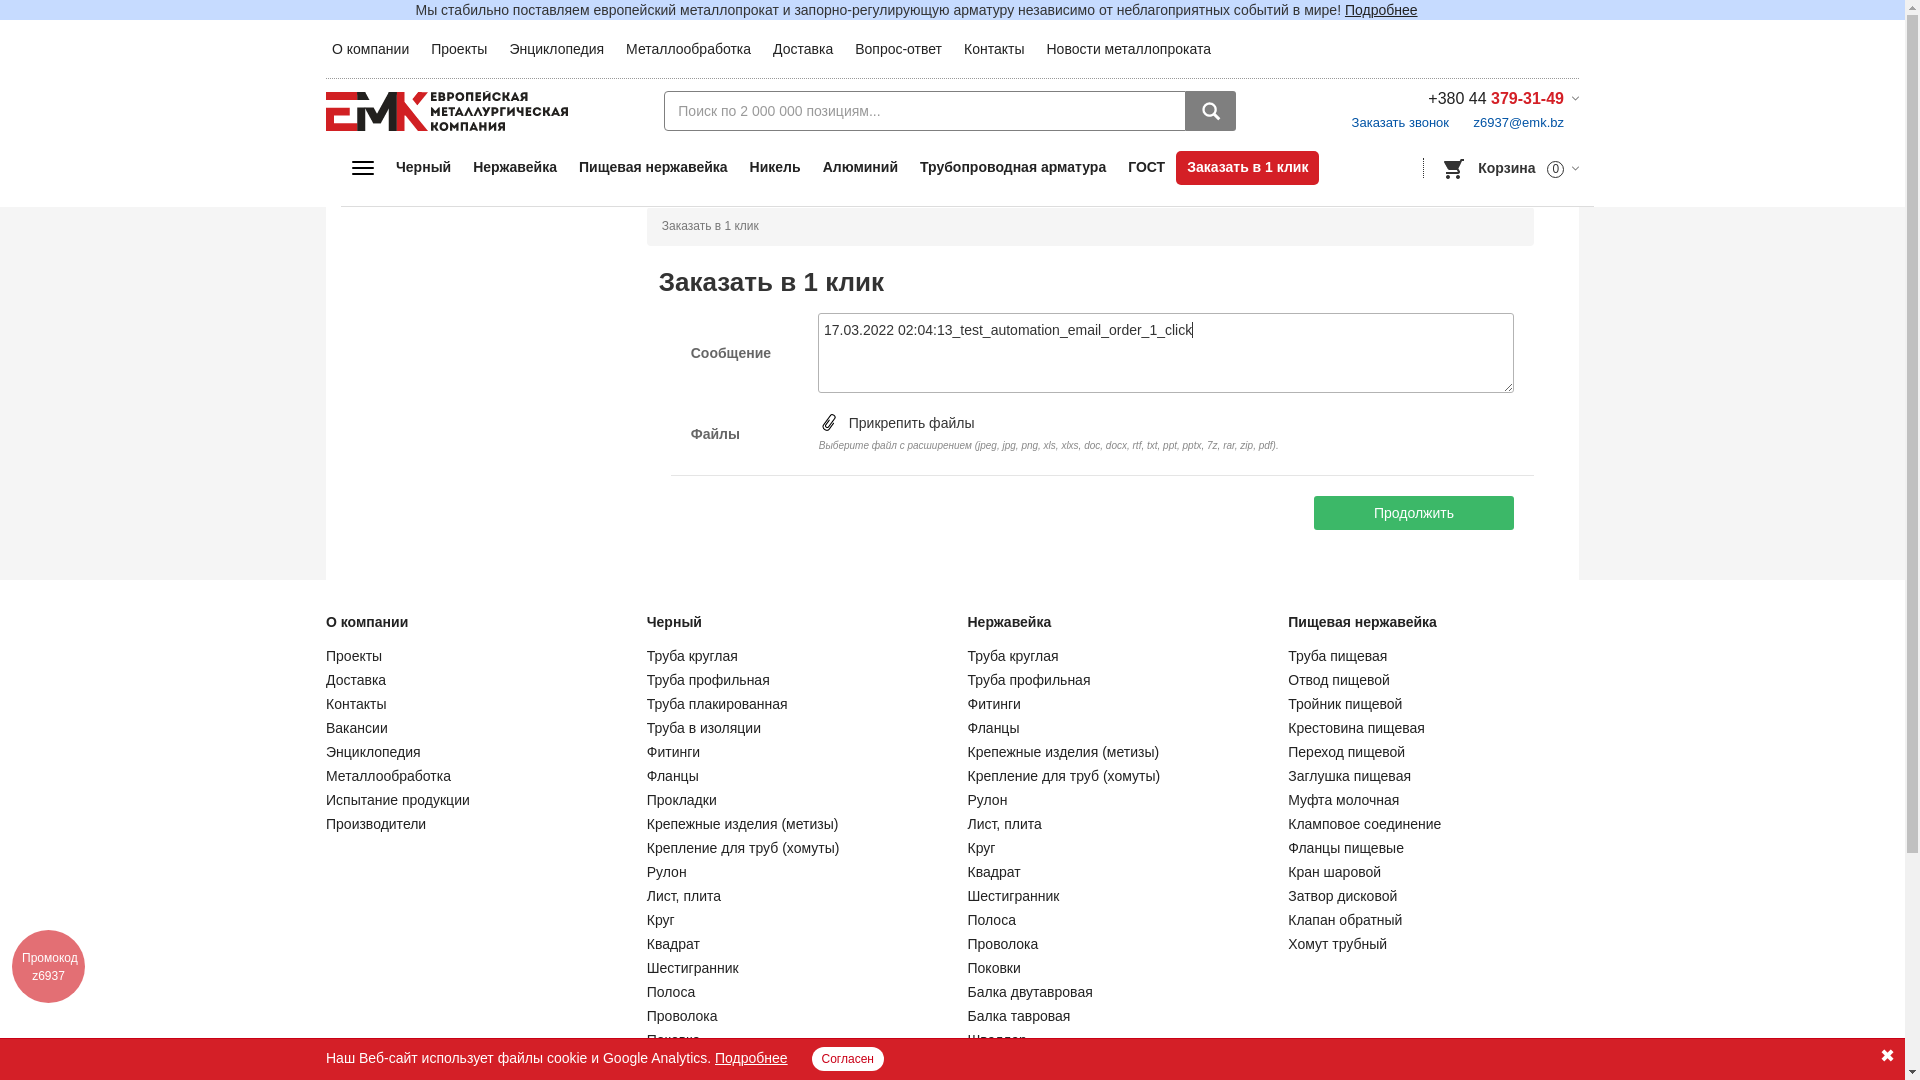 Мы стабильно поставляем европейский металлопрокат и запорно-регулирующую арматуру независимо от неблагоприятных событий в мире! Подробнее
О компании Проекты Энциклопедия Металлообработка Доставка Вопрос-ответ Контакты Новости металлопроката
ЕМК ЕВРОПЕЙСКАЯ МЕТАЛЛУРГИЧЕСКАЯ КОМПАНИЯ
Поиск по 2 000 000 позициям...
+380 44 379-31-49
Заказать звонок z6937@emk.bz
Черный Нержавейка Пищевая нержавейка Никель Алюминий Трубопроводная арматура ГОСТ Заказать в 1 клик Корзина 0
Заказать в 1 клик
Заказать в 1 клик
Сообщение
17.03.2022 02:04:13_test_automation_email_order_1_click
Файлы
Прикрепить файлы
Выберите файл с расширением (jpeg, jpg, png, xls, xlxs, doc, docx, rtf, txt, ppt, pptx, 7z, rar, zip, pdf).
Продолжить
О компании
Проекты
Доставка
Контакты
Вакансии
Энциклопедия
Металлообработка
Испытание продукции
Производители
Черный
Труба круглая
Труба профильная
Труба плакированная
Труба в изоляции
Фитинги
Фланцы
Прокладки
Крепежные изделия (метизы)
Крепление для труб (хомуты)
Рулон
Лист, плита
Круг
Квадрат
Шестигранник
Полоса
Проволока
Нержавейка
Труба круглая
Труба профильная
Фитинги
Фланцы
Крепежные изделия (метизы)
Крепление для труб (хомуты)
Рулон
Лист, плита
Круг
Квадрат
Шестигранник
Полоса
Проволока
Поковки
Балка двутавровая
Балка тавровая
Пищевая нержавейка
Труба пищевая
Отвод пищевой
Тройник пищевой
Крестовина пищевая
Переход пищевой
Заглушка пищевая
Муфта молочная
Кламповое соединение
Фланцы пищевые
Кран шаровой
Затвор дисковой
Клапан обратный
Хомут трубный
Промокод
z6937
Наш Веб-сайт использует файлы cookie и Google Analytics. Подробнее Согласен